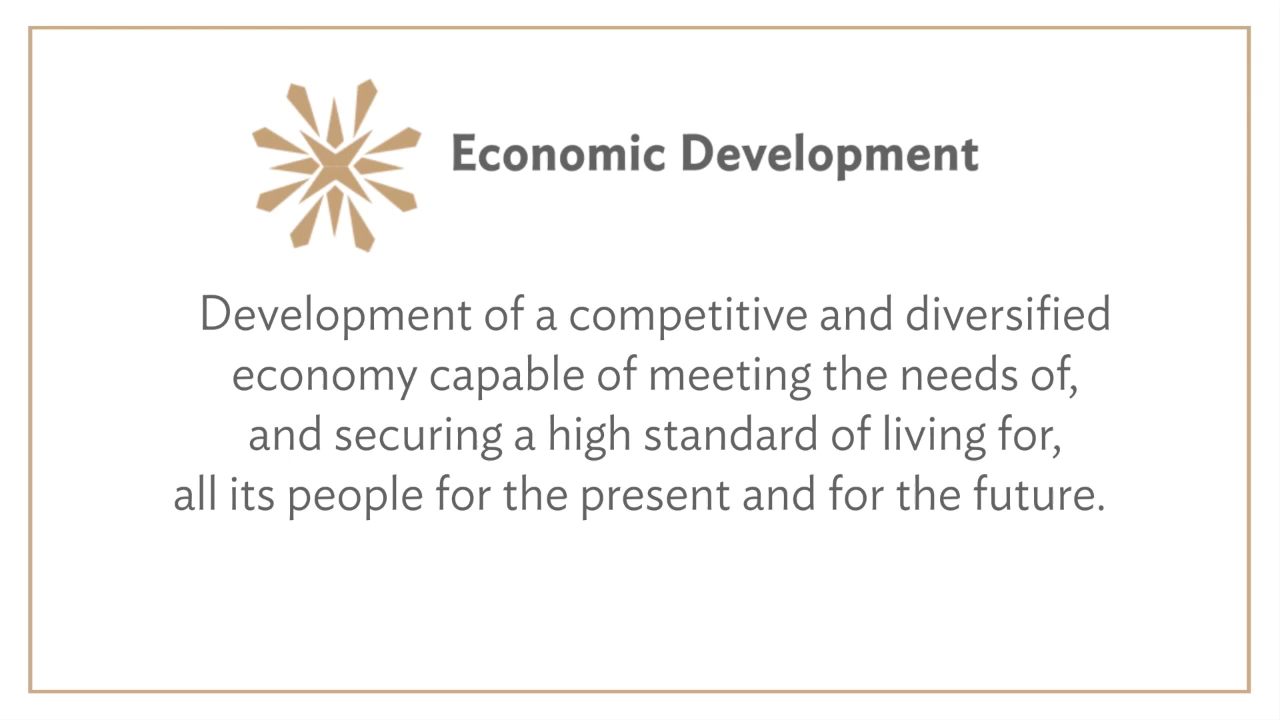 Economic Development
Development of a competitive and diversified
economy capable of meeting the needs of,
and securing a high standard of living for,
all its people for the present and for the future.